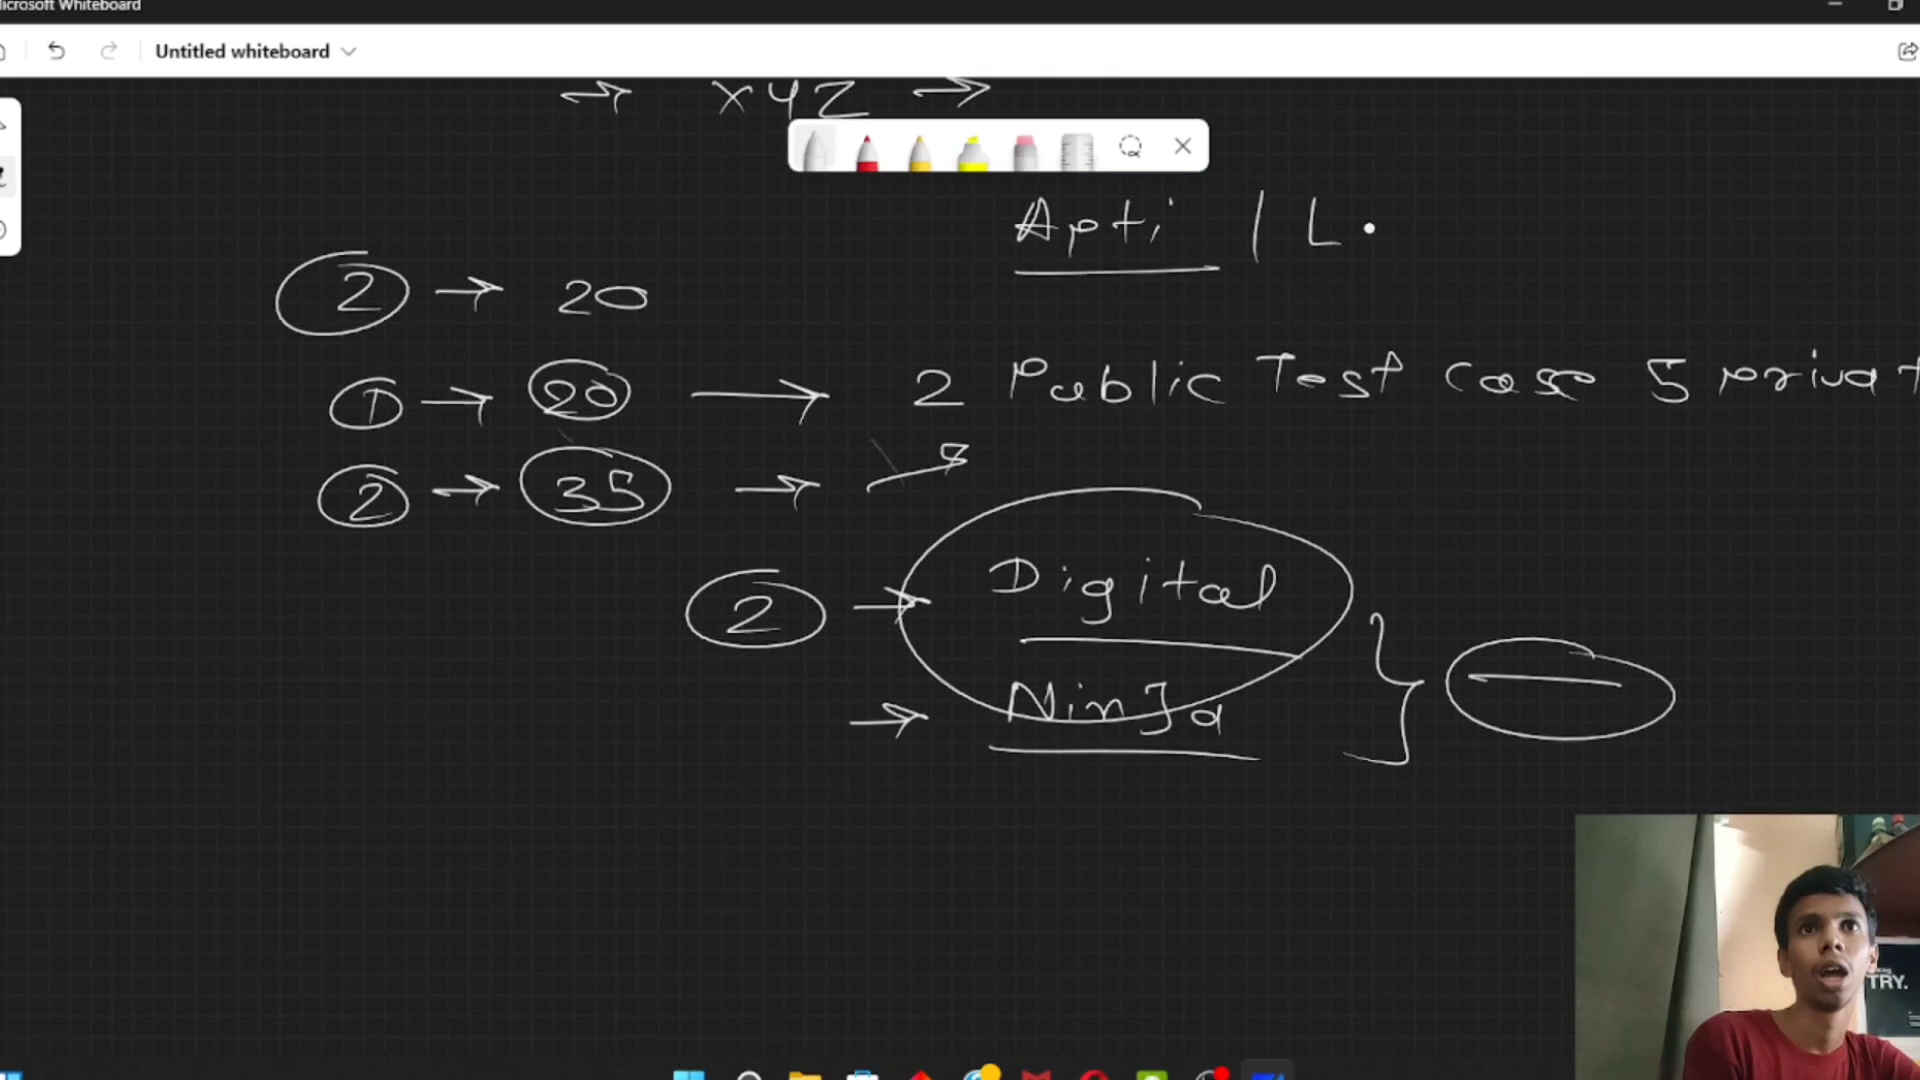 Microsoft Whiteboard
Untitled whiteboard
→ XYZ →
Apti | L
2 → 20
1 → 20 → 2 Public Test case 5 privat
2 → 35 →
2 → Digital
→ NinJa
TRY.